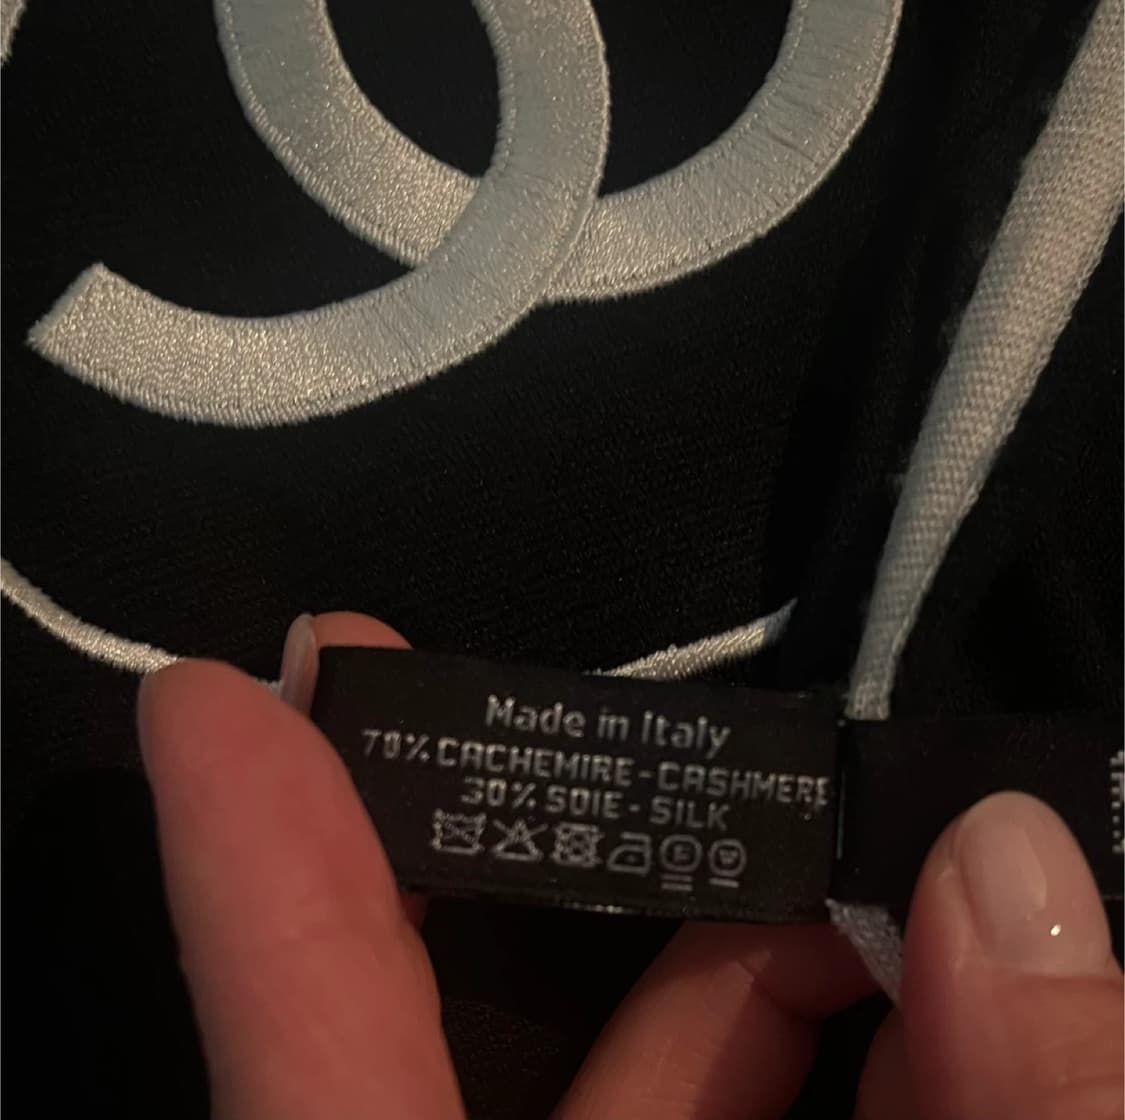 Made in Italy
70% CACHEMIRE - CASHMERE
30% SOIE - SILK